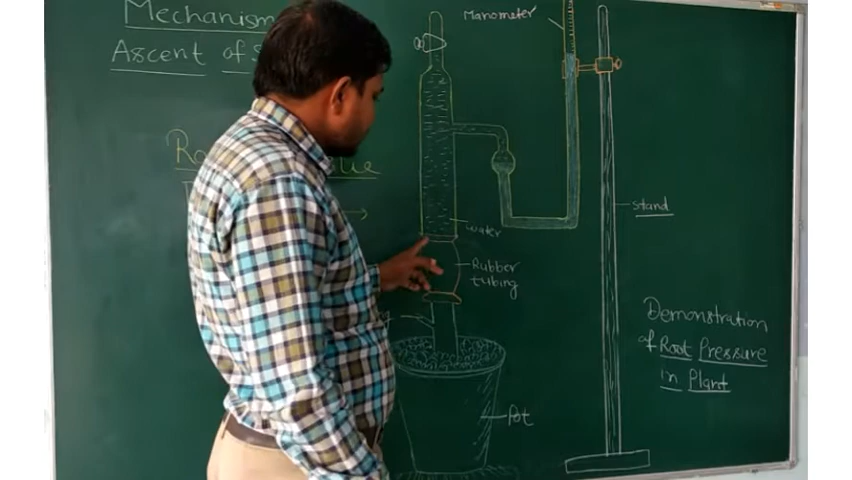 Mechanism
Ascent of
Manometer
water
Rubber
tubing
stand
Pot
Demonstration
of Root Pressure
in Plant